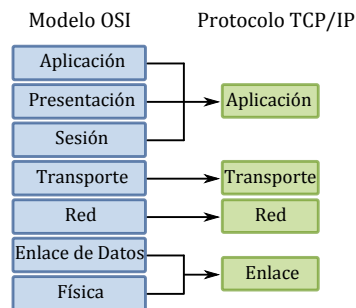 Modelo OSI
Protocolo TCP/IP
Aplicación
Presentación
Aplicación
Sesión
Transporte
Transporte
Red
Red
Enlace de Datos
Enlace
Física